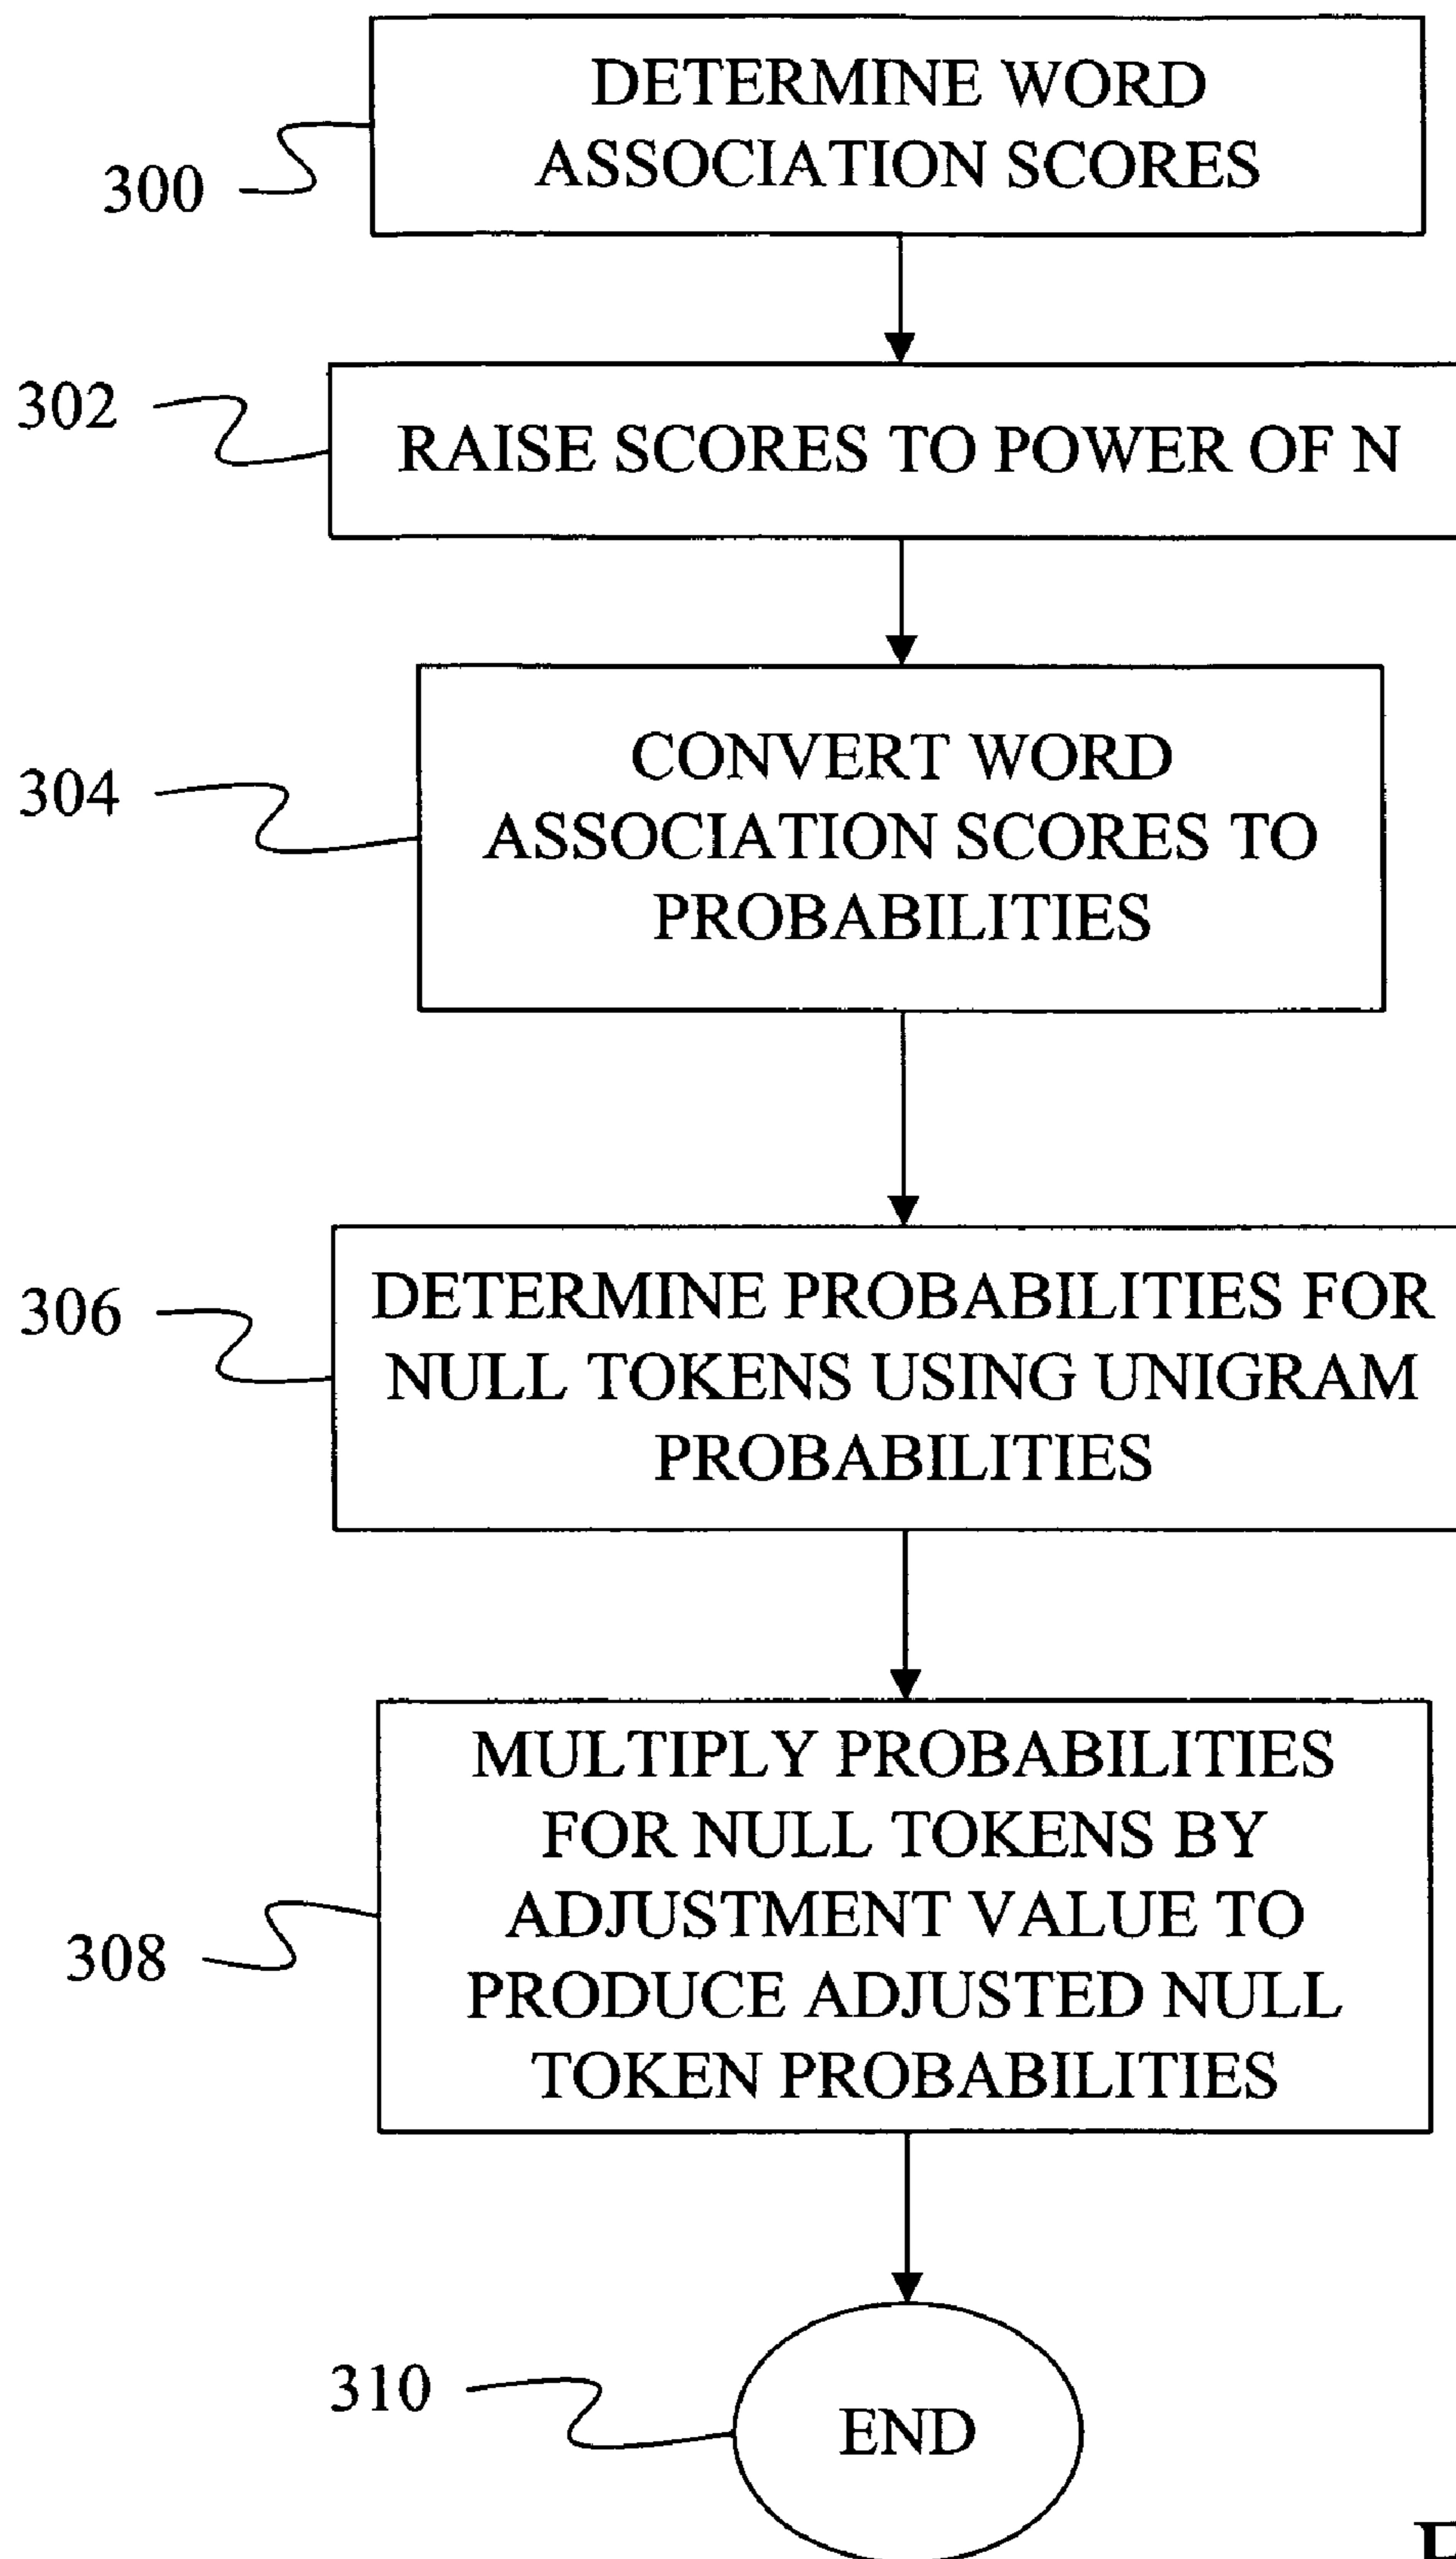 DETERMINE WORD
ASSOCIATION SCORES
300
302
RAISE SCORES TO POWER OF N
CONVERT WORD
ASSOCIATION SCORES TO
PROBABILITIES
304
DETERMINE PROBABILITIES FOR
NULL TOKENS USING UNIGRAM
PROBABILITIES
306
MULTIPLY PROBABILITIES
FOR NULL TOKENS BY
ADJUSTMENT VALUE TO
PRODUCE ADJUSTED NULL
TOKEN PROBABILITIES
308
310
END